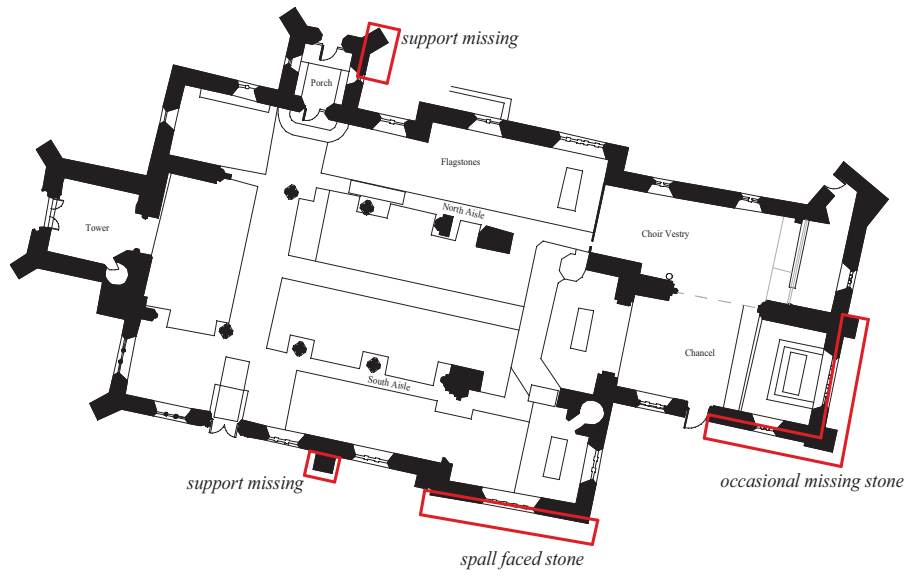 support missing
Porch
Flagstones
North Aisle
Tower
Choir Vestry
Chancel
South Aisle
support missing
occasional missing stone
spall faced stone